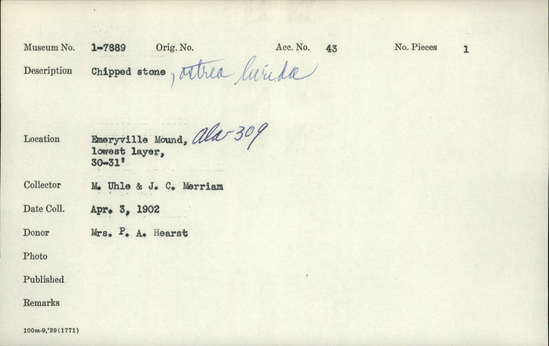 Museum No. 1-7889 Orig. No. Acc. No. 43 No. Pieces 1
Description Chipped stone, ostrea lurida
Location Emeryville Mound, Ala-309
lowest layer,
30-31'
Collector M. Uhle & J. C. Merriam
Date Coll. Apr. 3, 1902
Donor Mrs. P. A. Hearst
Photo
Published
Remarks
100m-9,'29(1771)